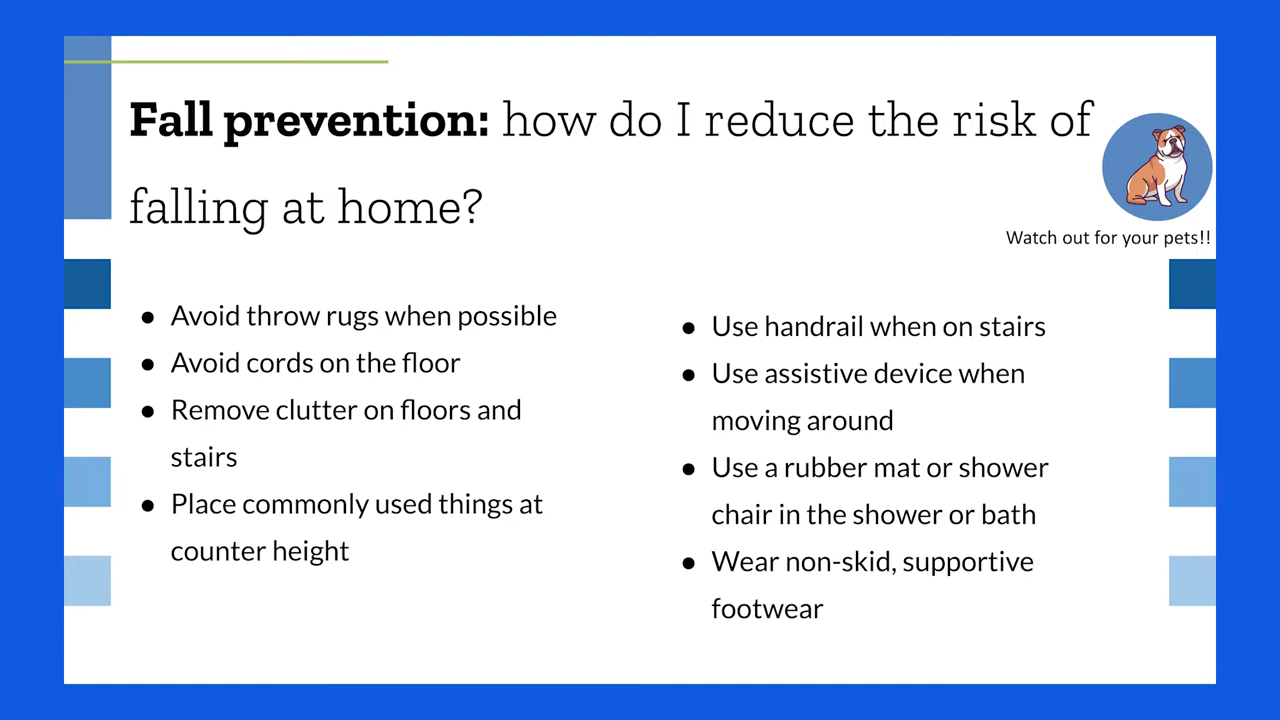 Fall prevention: how do I reduce the risk of
falling at home?
Watch out for your pets!!
● Avoid throw rugs when possible
● Avoid cords on the floor
● Remove clutter on floors and
stairs
● Place commonly used things at
counter height
● Use handrail when on stairs
● Use assistive device when
moving around
● Use a rubber mat or shower
chair in the shower or bath
● Wear non-skid, supportive
footwear